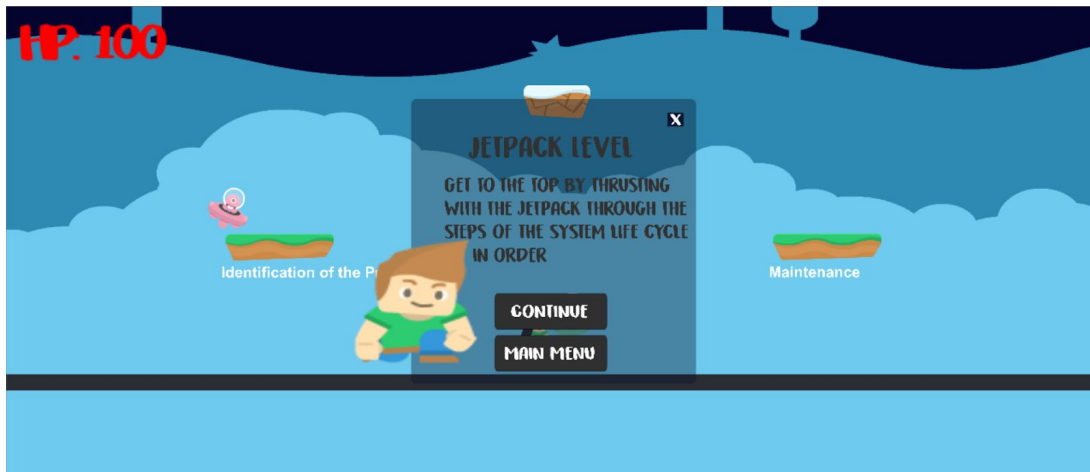 HP. 100
X
JETPACK LEVEL
GET TO THE TOP BY THRUSTING
WITH THE JETPACK THROUGH THE
STEPS OF THE SYSTEM LIFE CYCLE
IN ORDER
Identification of the
Maintenance
CONTINUE
MAIN MENU